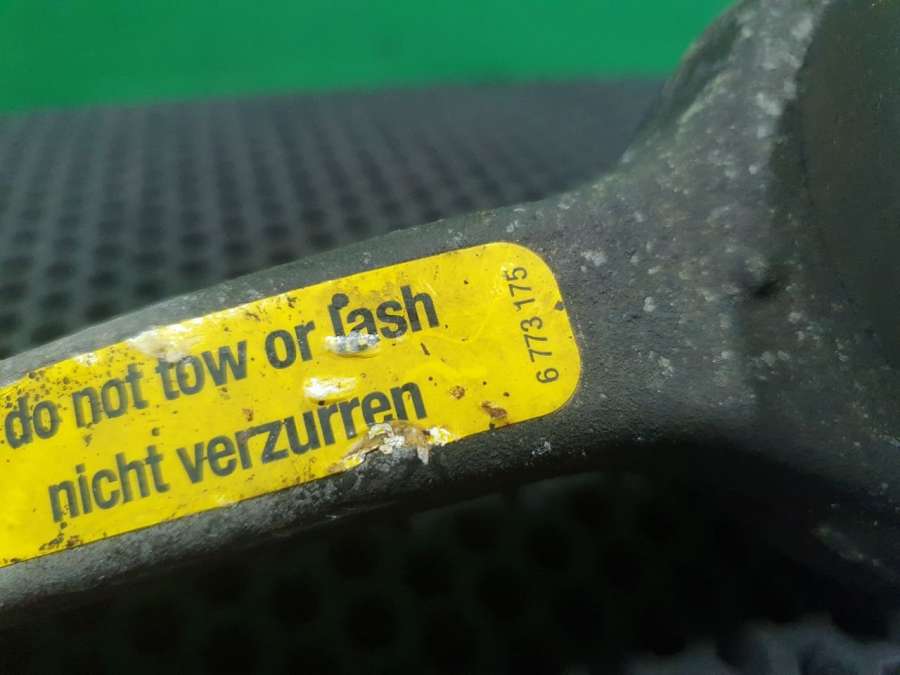 do not tow or lash
nicht verzurren
6 773 175